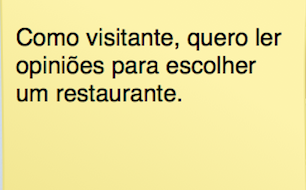 Como visitante, quero ler
opiniões para escolher
um restaurante.